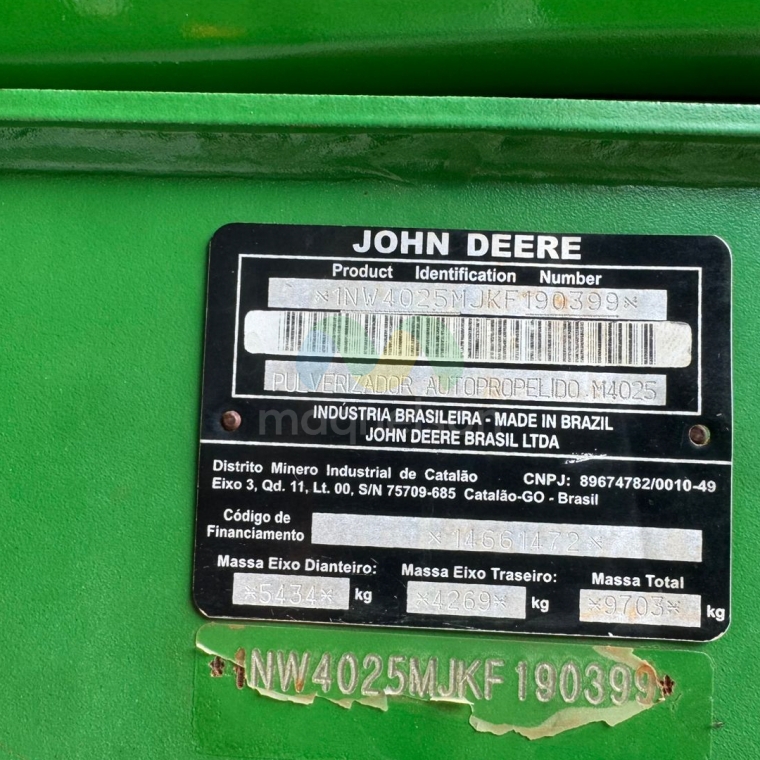 JOHN DEERE
Product Identification Number
*1NW4025MJKF190399*
PULVERIZADOR AUTOPROPELIDO M4025
INDÚSTRIA BRASILEIRA - MADE IN BRAZIL
JOHN DEERE BRASIL LTDA
Distrito Minero Industrial de Catalão CNPJ: 89674782/0010-49
Eixo 3, Qd. 11, Lt. 00, S/N 75709-685 Catalão-GO - Brasil
Código de
Financiamento *14661472*
Massa Eixo Dianteiro: Massa Eixo Traseiro: Massa Total
*5434* kg *4269* kg *9703* kg
*1NW4025MJKF190399*